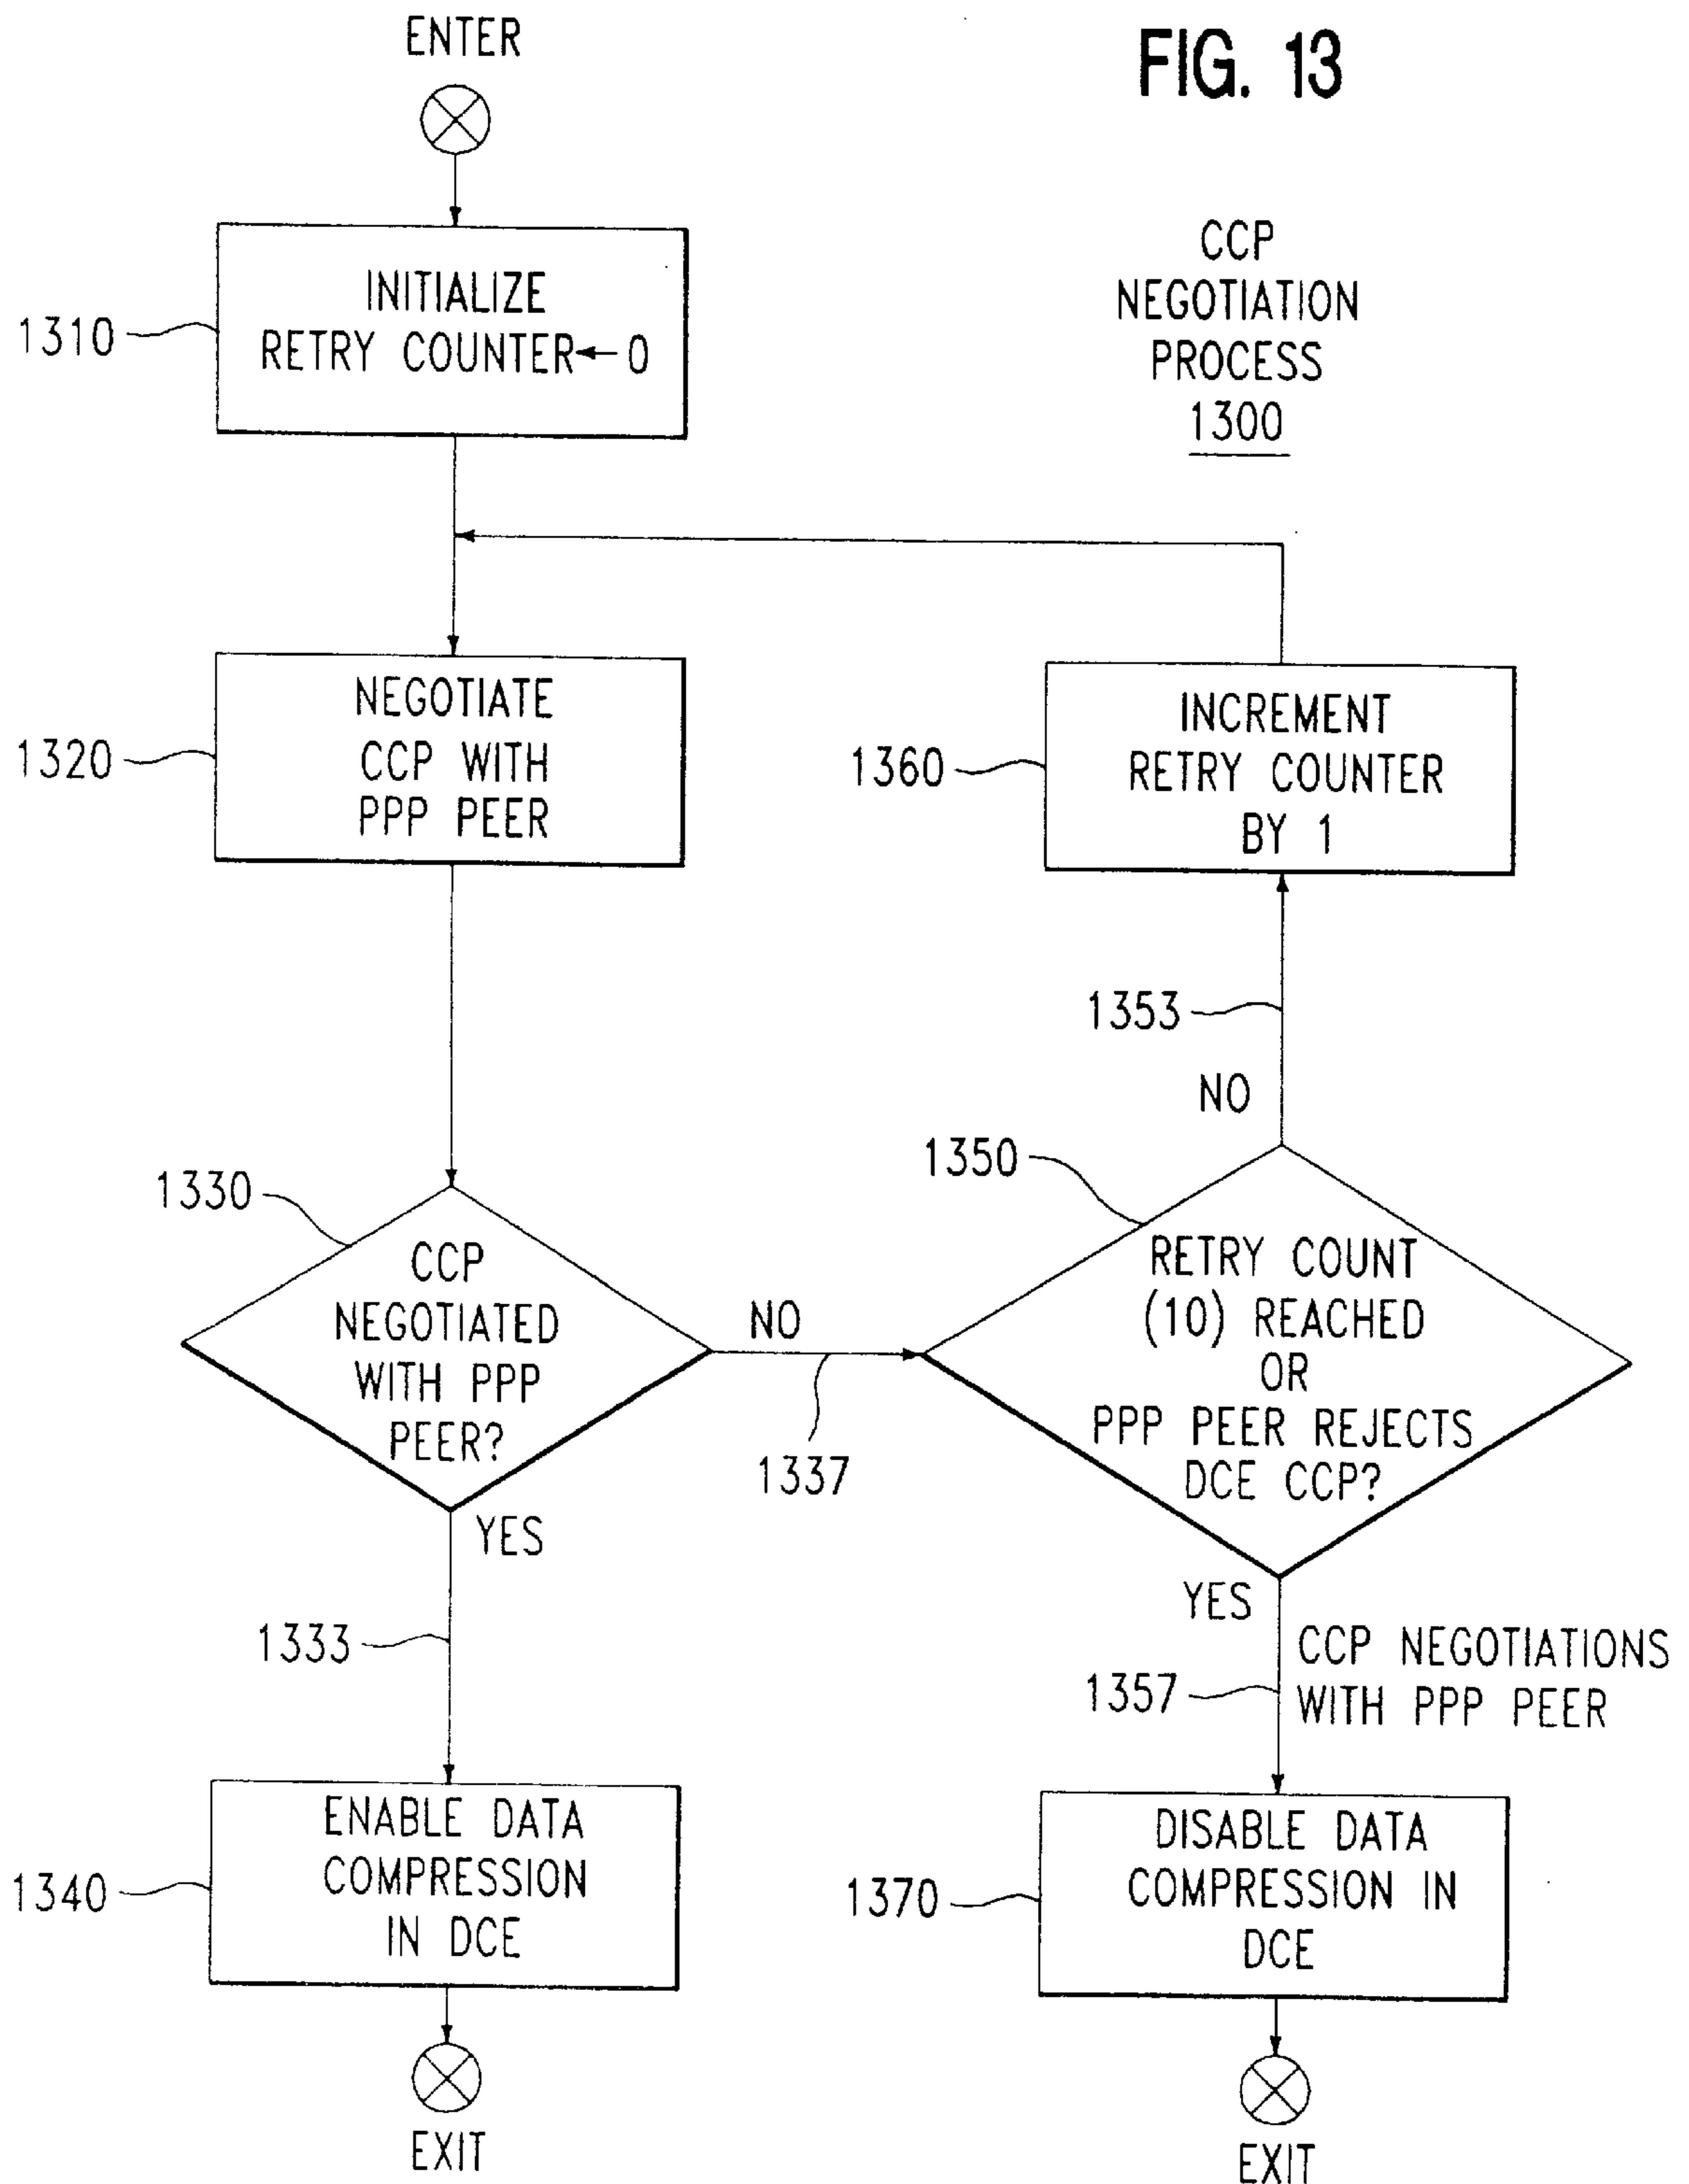 ENTER
FIG. 13
CCP
NEGOTIATION
PROCESS
1300
1310
INITIALIZE
RETRY COUNTER←0
1320
NEGOTIATE
CCP WITH
PPP PEER
1360
INCREMENT
RETRY COUNTER
BY 1
1353
NO
1330
CCP
NEGOTIATED
WITH PPP
PEER?
NO
1337
1350
RETRY COUNT
(10) REACHED
OR
PPP PEER REJECTS
DCE CCP?
YES
1333
YES
1357
CCP NEGOTIATIONS
WITH PPP PEER
1340
ENABLE DATA
COMPRESSION
IN DCE
1370
DISABLE DATA
COMPRESSION IN
DCE
EXIT
EXIT